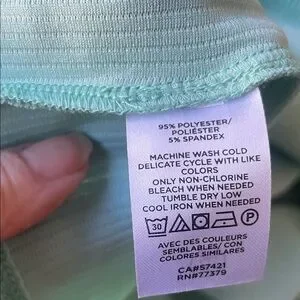 95% POLYESTER/
POLIÉSTER
5% SPANDEX
MACHINE WASH COLD
DELICATE CYCLE WITH LIKE
COLORS
ONLY NON-CHLORINE
BLEACH WHEN NEEDED
TUMBLE DRY LOW
COOL IRON WHEN NEEDED
30 P
AVEC DES COULEURS
SEMBLABLES/ CON
COLORES SIMILARES
CA#57421
RN#77379